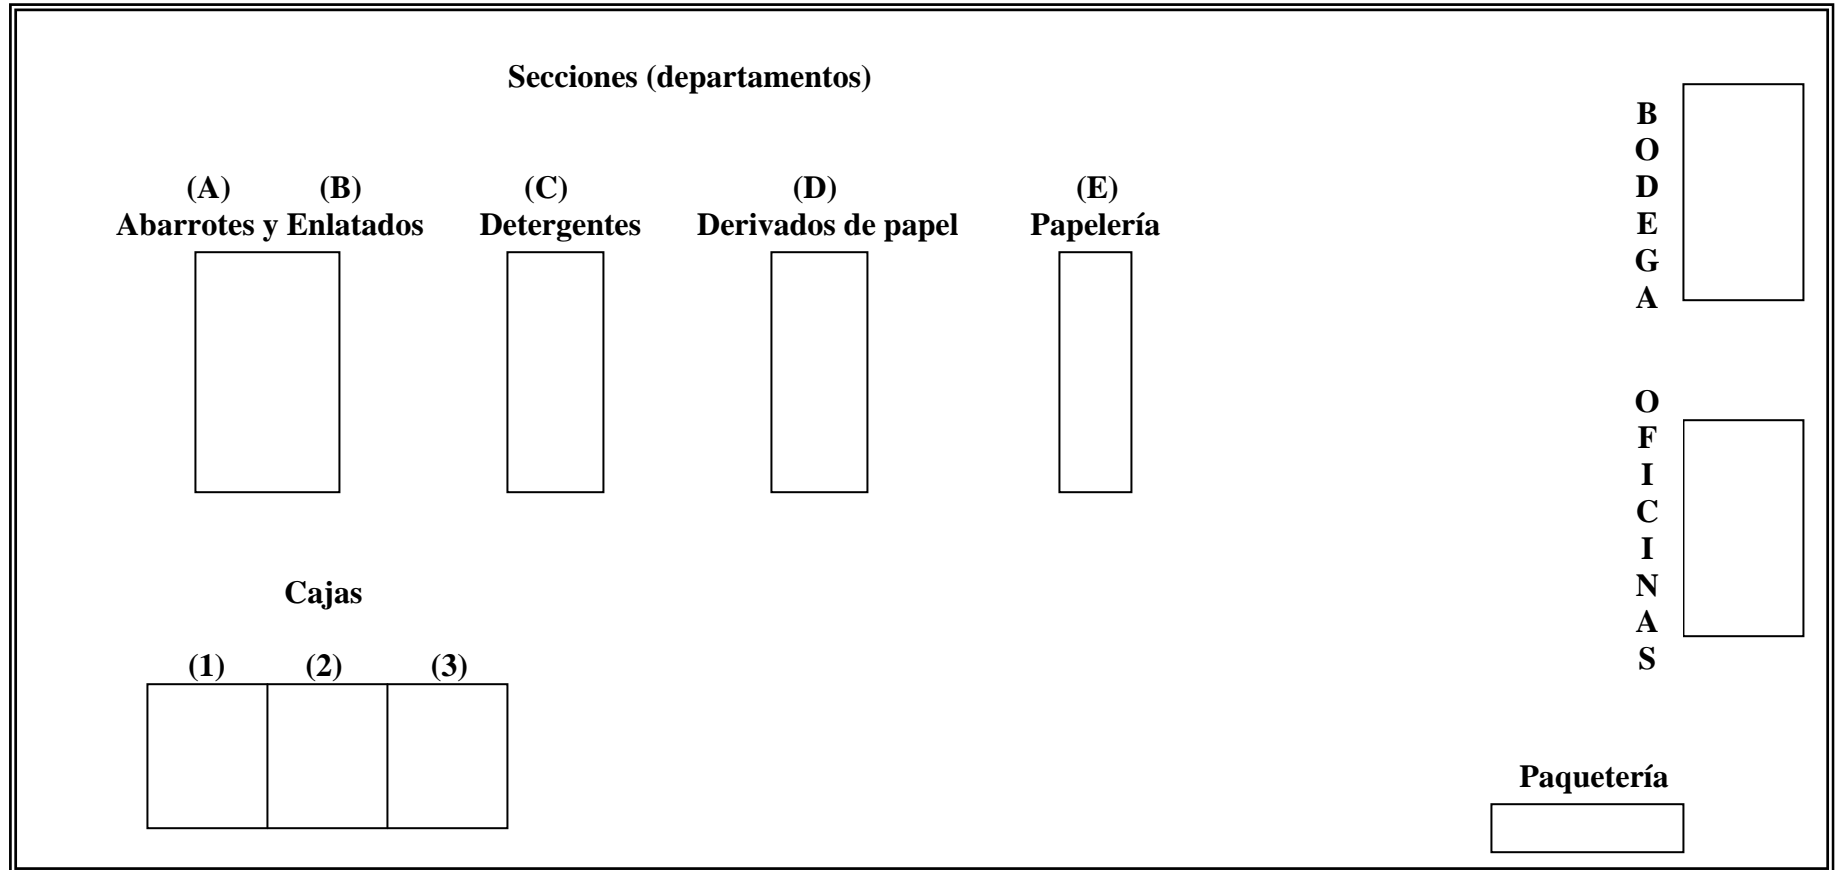 Secciones (departamentos)
(A) (B) (C) (D) (E)
Abarrotes y Enlatados Detergentes Derivados de papel Papelería
B
O
D
E
G
A
O
F
I
C
I
N
A
S
Cajas
(1) (2) (3)
Paquetería